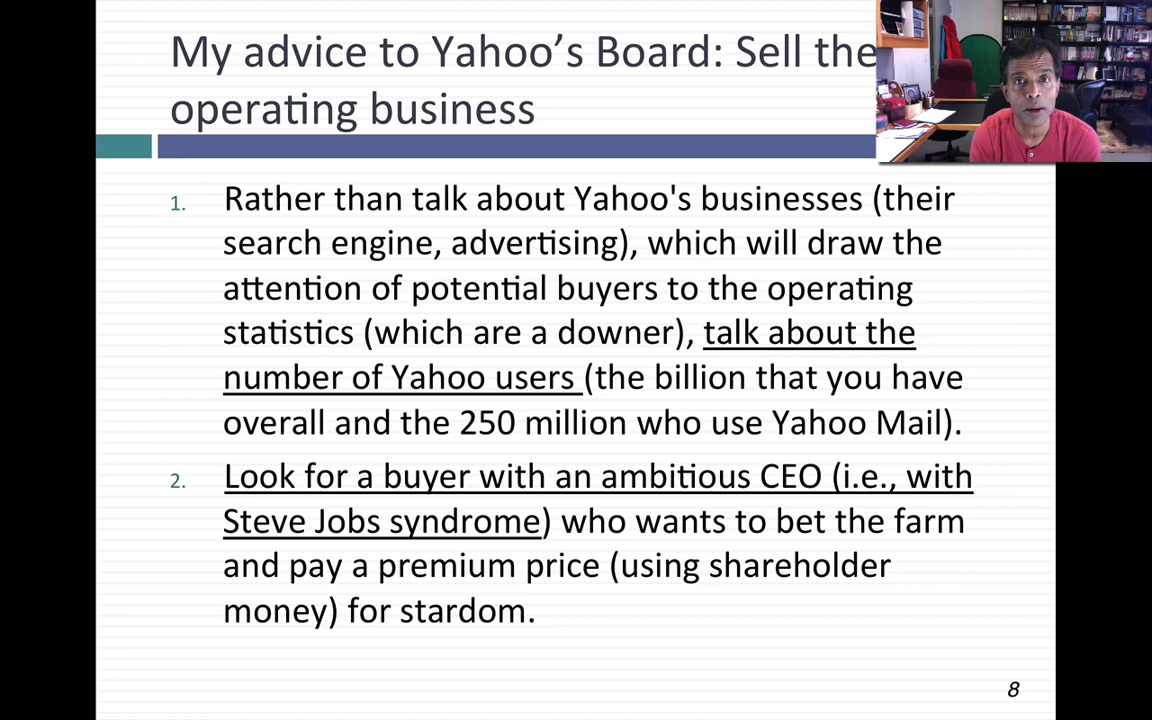 My advice to Yahoo’s Board: Sell the
operating business
1. Rather than talk about Yahoo's businesses (their
search engine, advertising), which will draw the
attention of potential buyers to the operating
statistics (which are a downer), talk about the
number of Yahoo users (the billion that you have
overall and the 250 million who use Yahoo Mail).
2. Look for a buyer with an ambitious CEO (i.e., with
Steve Jobs syndrome) who wants to bet the farm
and pay a premium price (using shareholder
money) for stardom.
8